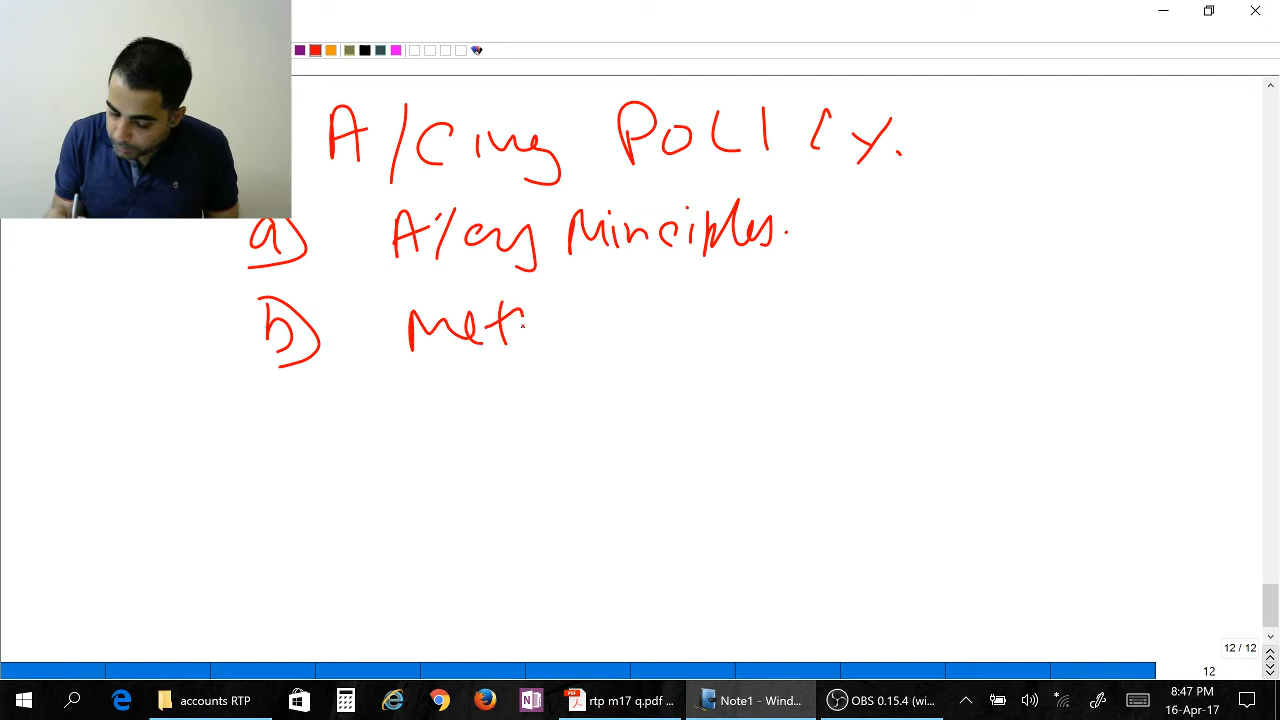 A/Cing POLICY.
a) A/cing Principles.
b) Met
12 / 12
12
accounts RTP
rtp m17 q.pdf ...
Note1 - Wind...
OBS 0.15.4 (wi...
8:47 PM
16-Apr-17